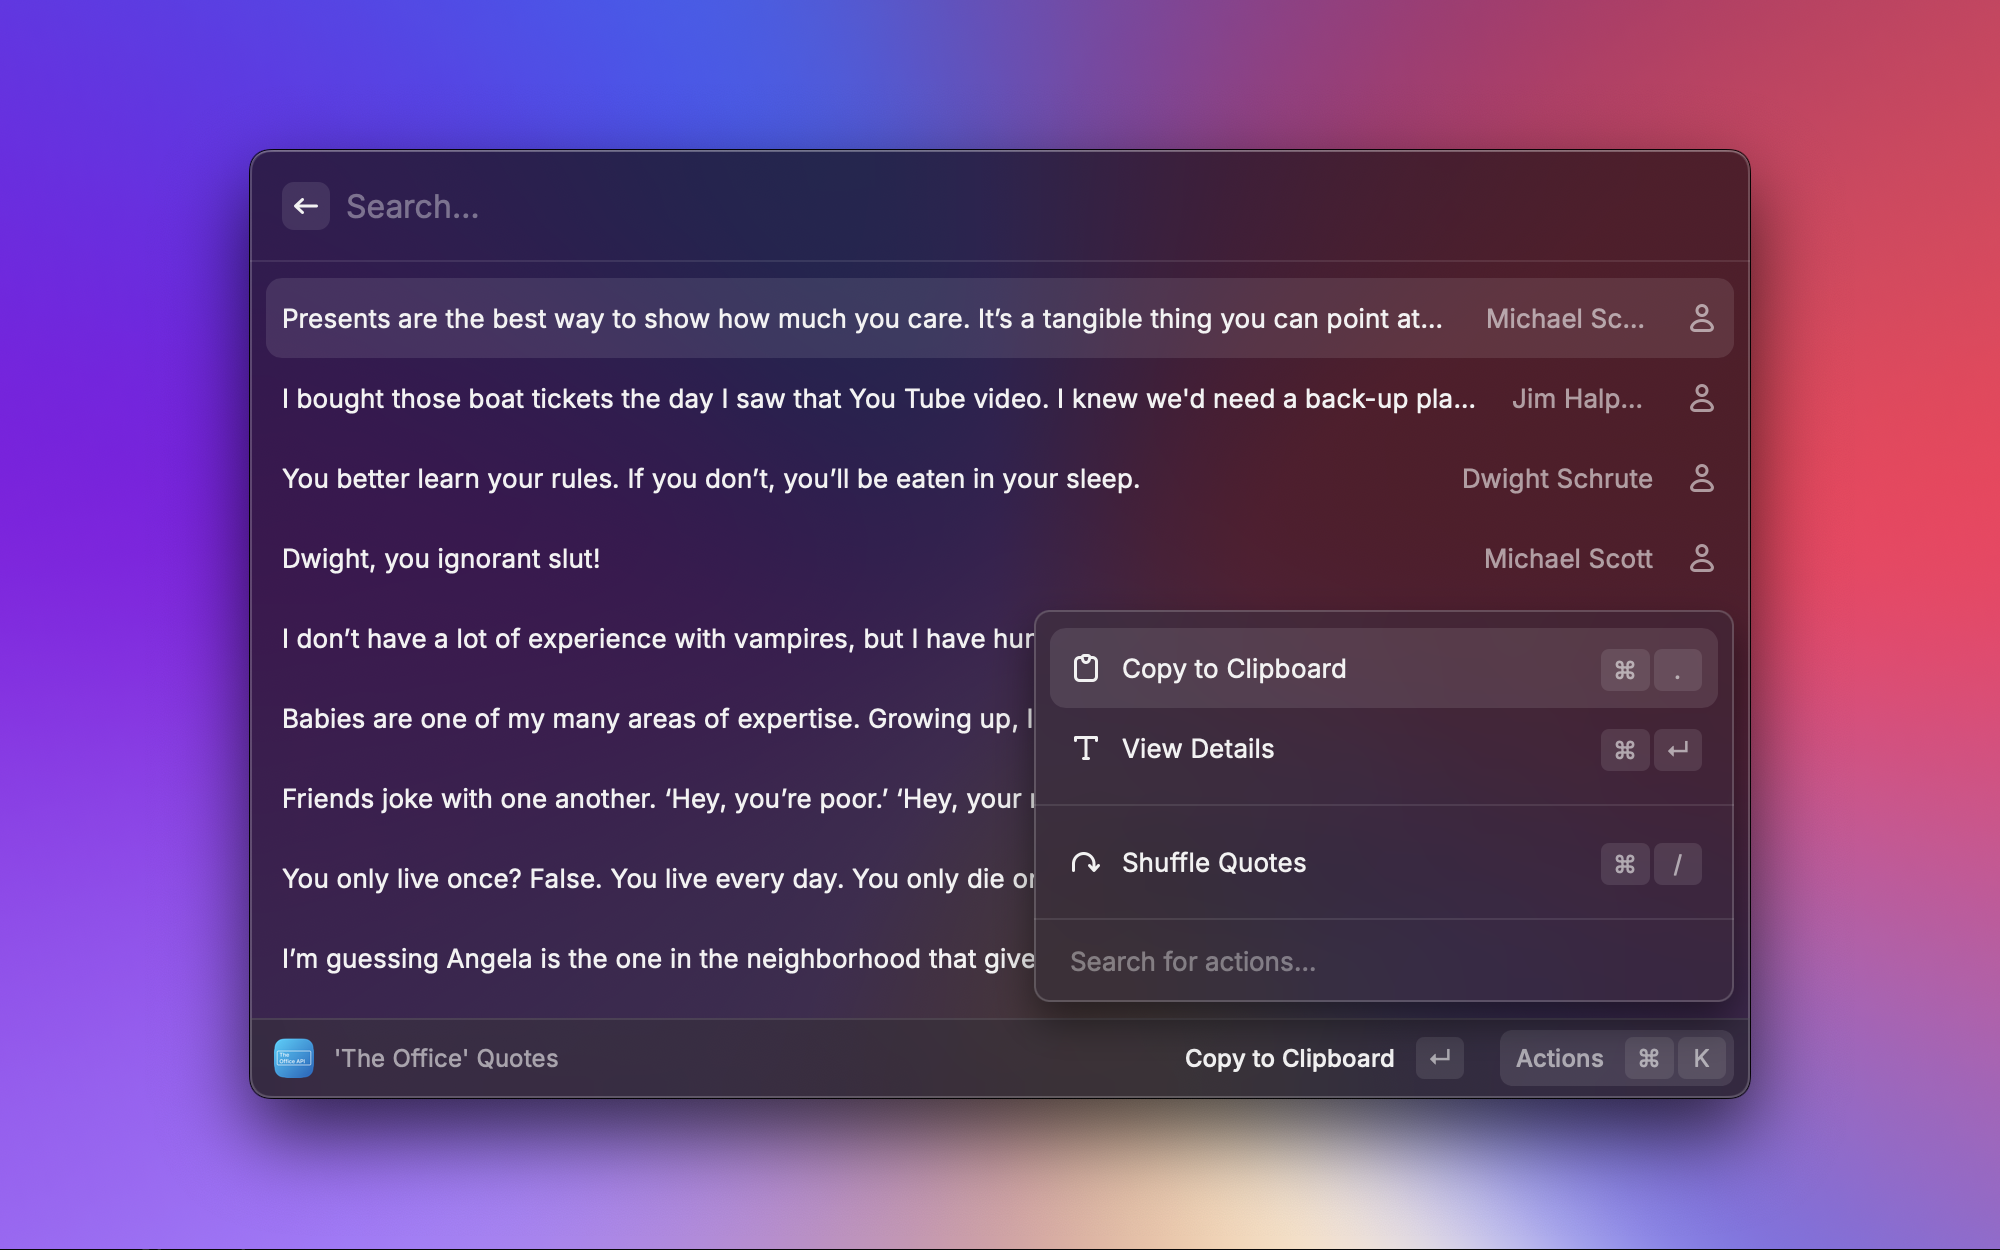 Search...
Presents are the best way to show how much you care. It’s a tangible thing you can point at... Michael Sc...
I bought those boat tickets the day I saw that You Tube video. I knew we'd need a back-up pla... Jim Halp...
You better learn your rules. If you don’t, you’ll be eaten in your sleep. Dwight Schrute
Dwight, you ignorant slut! Michael Scott
I don’t have a lot of experience with vampires, but I have
Babies are one of my many areas of expertise. Growing up, I
Friends joke with one another. ‘Hey, you’re poor.’ ‘Hey, your
You only live once? False. You live every day. You only die
I’m guessing Angela is the one in the neighborhood that give
Copy to Clipboard ⌘ .
View Details ⌘ ↵
Shuffle Quotes ⌘ /
Search for actions...
The
Office API
'The Office' Quotes Copy to Clipboard ↵ Actions ⌘ K